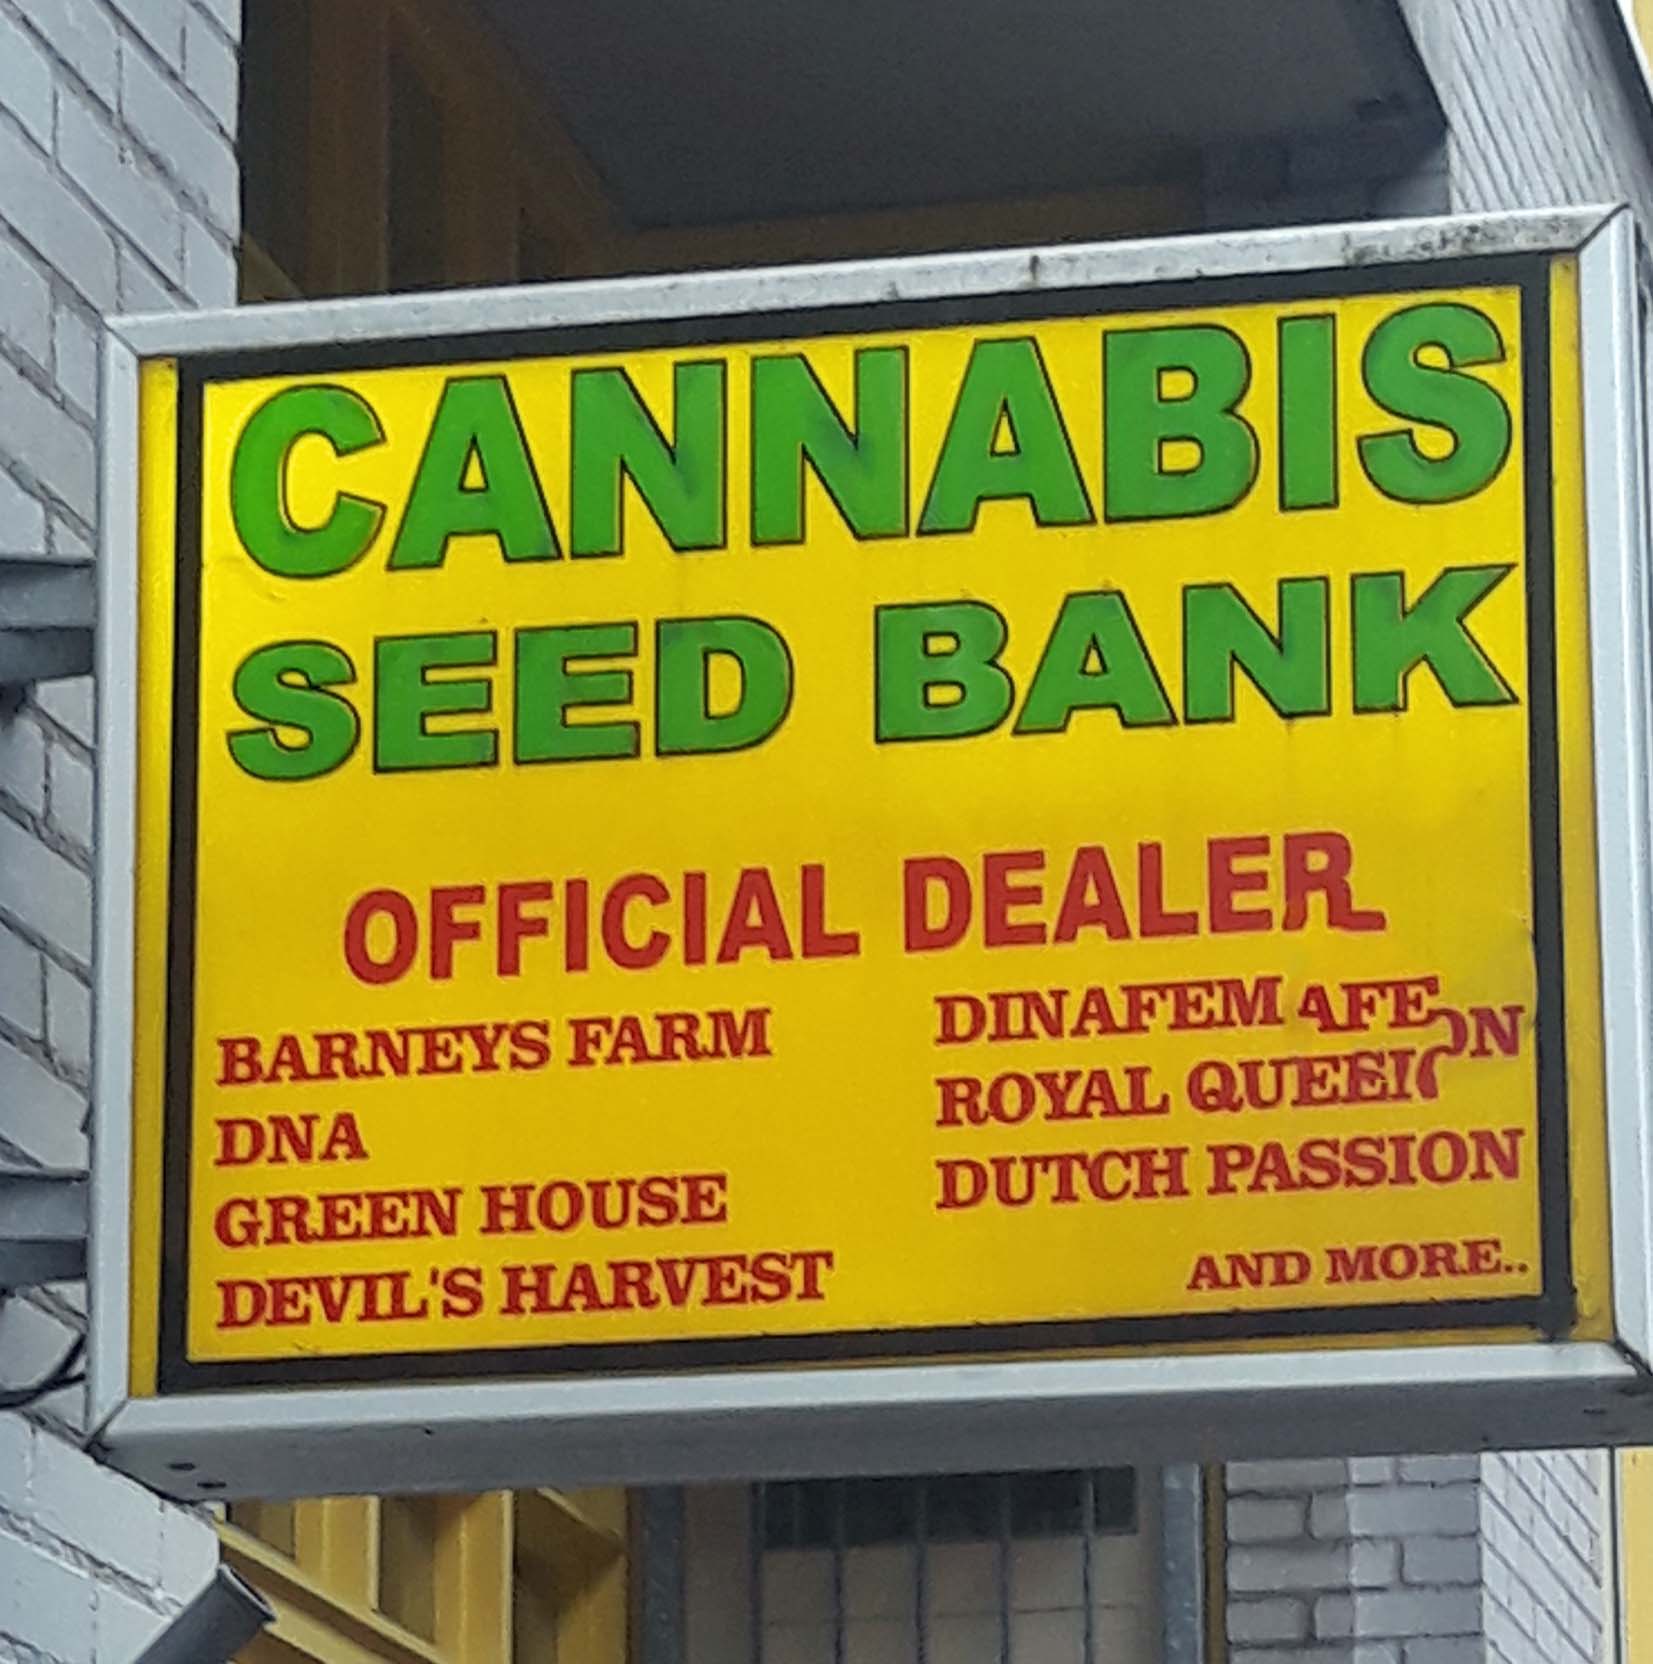 CANNABIS
SEED BANK
OFFICIAL DEALER
BARNEYS FARM
DNA
GREEN HOUSE
DEVIL'S HARVEST
DINAFEM
ROYAL
DUTCH PASSION
AND MORE..